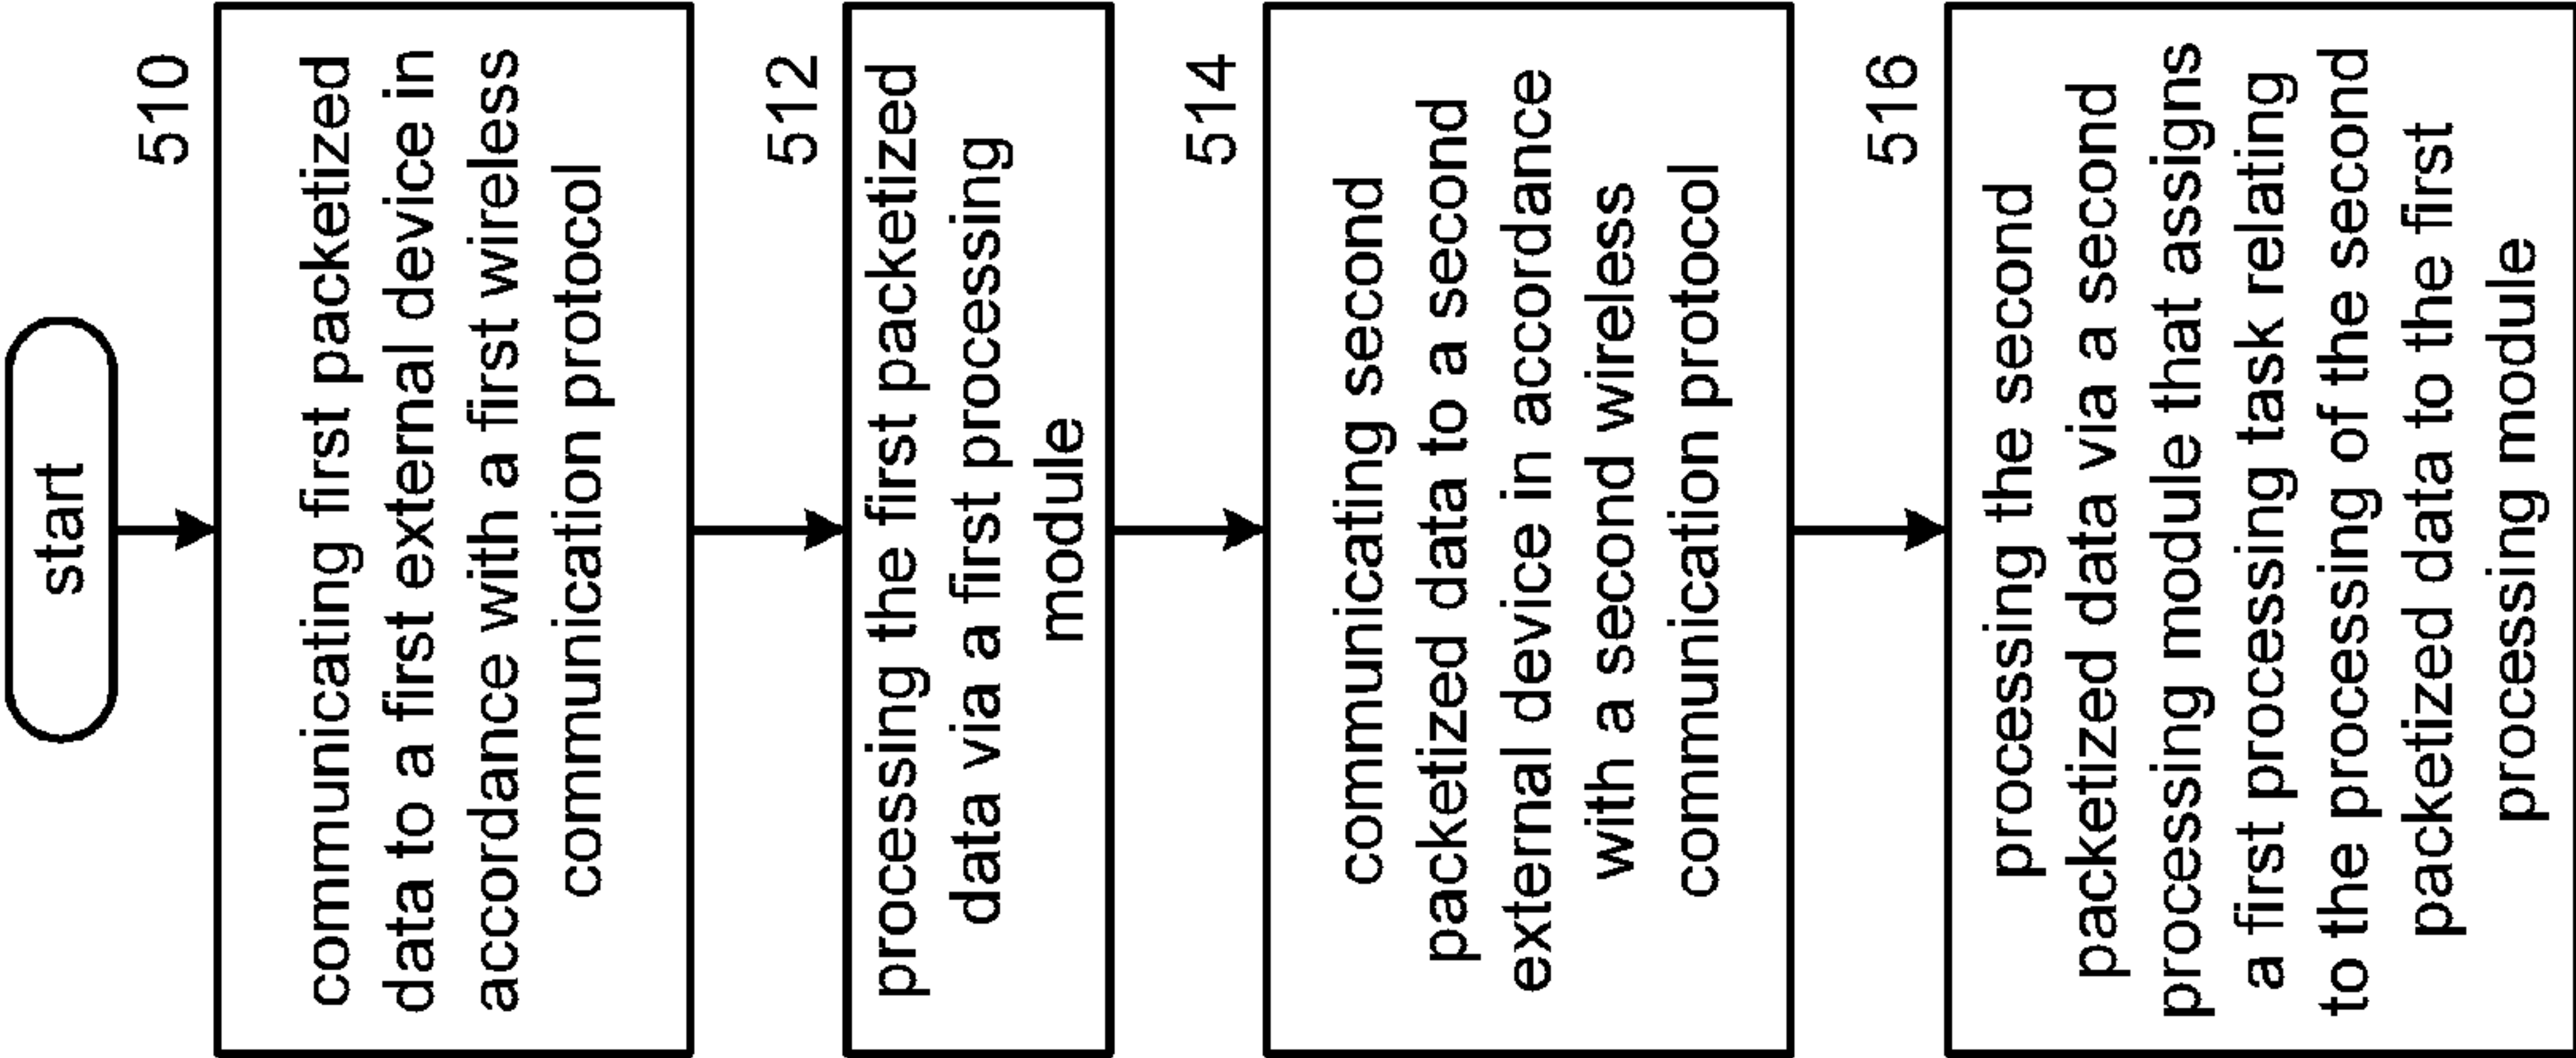 start
510
communicating first packetized
data to a first external device in
accordance with a first wireless
communication protocol
512
processing the first packetized
data via a first processing
module
514
communicating second
packetized data to a second
external device in accordance
with a second wireless
communication protocol
516
processing the second
packetized data via a second
processing module that assigns
a first processing task relating
to the processing of the second
packetized data to the first
processing module